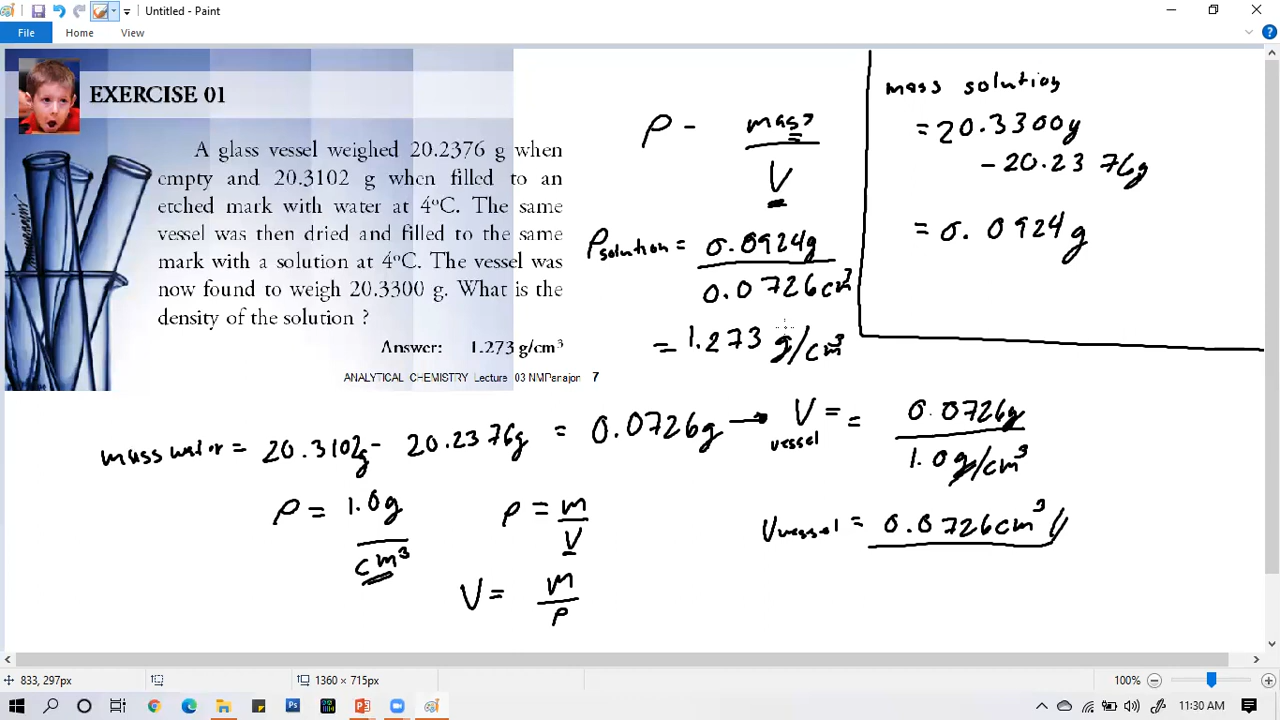 Untitled - Paint
File
Home
View
EXERCISE 01
A glass vessel weighed 20.2376 g when
empty and 20.3102 g when filled to an
etched mark with water at 4°C. The same
vessel was then dried and filled to the same
mark with a solution at 4°C. The vessel was
now found to weigh 20.3300 g. What is the
density of the solution ?
Answer: 1.273 g/cm³
ANALYTICAL CHEMISTRY Lecture 03 NMPanajon 7
ρ - mass
V
ρsolution = 0.0924g
0.0726cm³
= 1.273 g/cm³
mass solution
= 20.3300g
- 20.2376g
= 0.0924g
mass water = 20.3102g - 20.2376g = 0.0726g → V vessel = = 0.0726g
1.0g/cm³
ρ = 1.0g
cm³
ρ = m
V
V = m
ρ
Vvessel = 0.0726cm³ //
833, 297px
1360 × 715px
100%
11:30 AM